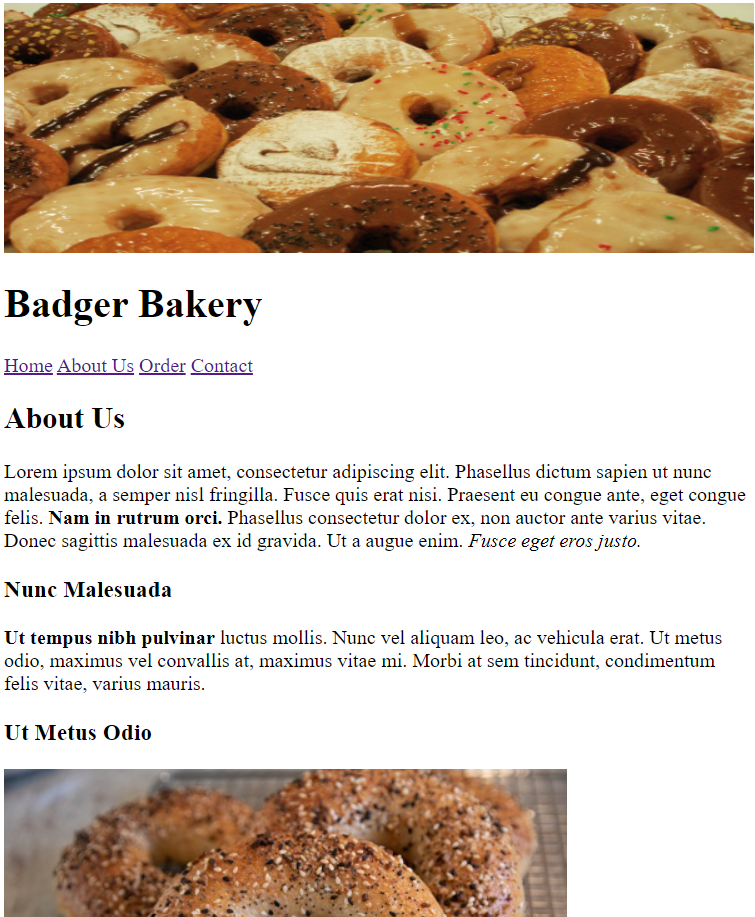 Badger Bakery
Home About Us Order Contact
About Us
Lorem ipsum dolor sit amet, consectetur adipiscing elit. Phasellus dictum sapien ut nunc
malesuada, a semper nisl fringilla. Fusce quis erat nisi. Praesent eu congue ante, eget congue
felis. Nam in rutrum orci. Phasellus consectetur dolor ex, non auctor ante varius vitae.
Donec sagittis malesuada ex id gravida. Ut a augue enim. Fusce eget eros justo.
Nunc Malesuada
Ut tempus nibh pulvinar luctus mollis. Nunc vel aliquam leo, ac vehicula erat. Ut metus
odio, maximus vel convallis at, maximus vitae mi. Morbi at sem tincidunt, condimentum
felis vitae, varius mauris.
Ut Metus Odio